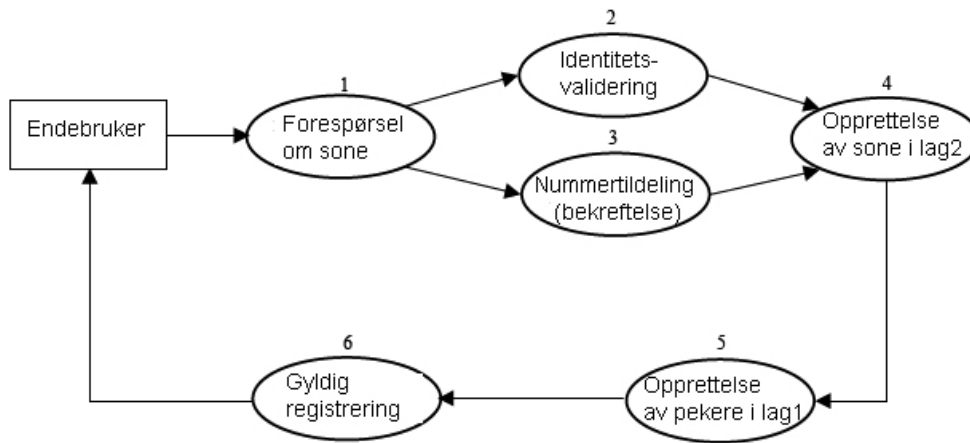 Endebruker
1
Forespørsel
om sone
2
Identitets-
validering
3
Nummertildeling
(bekreftelse)
4
Opprettelse
av sone i lag2
5
Opprettelse
av pekere i lag1
6
Gyldig
registrering